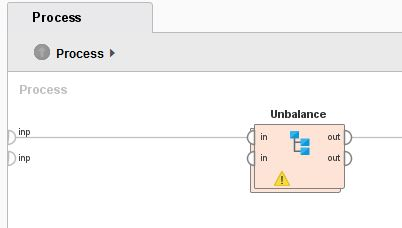 Process
Process
Process
Unbalance
inp
in
out
inp
in
out